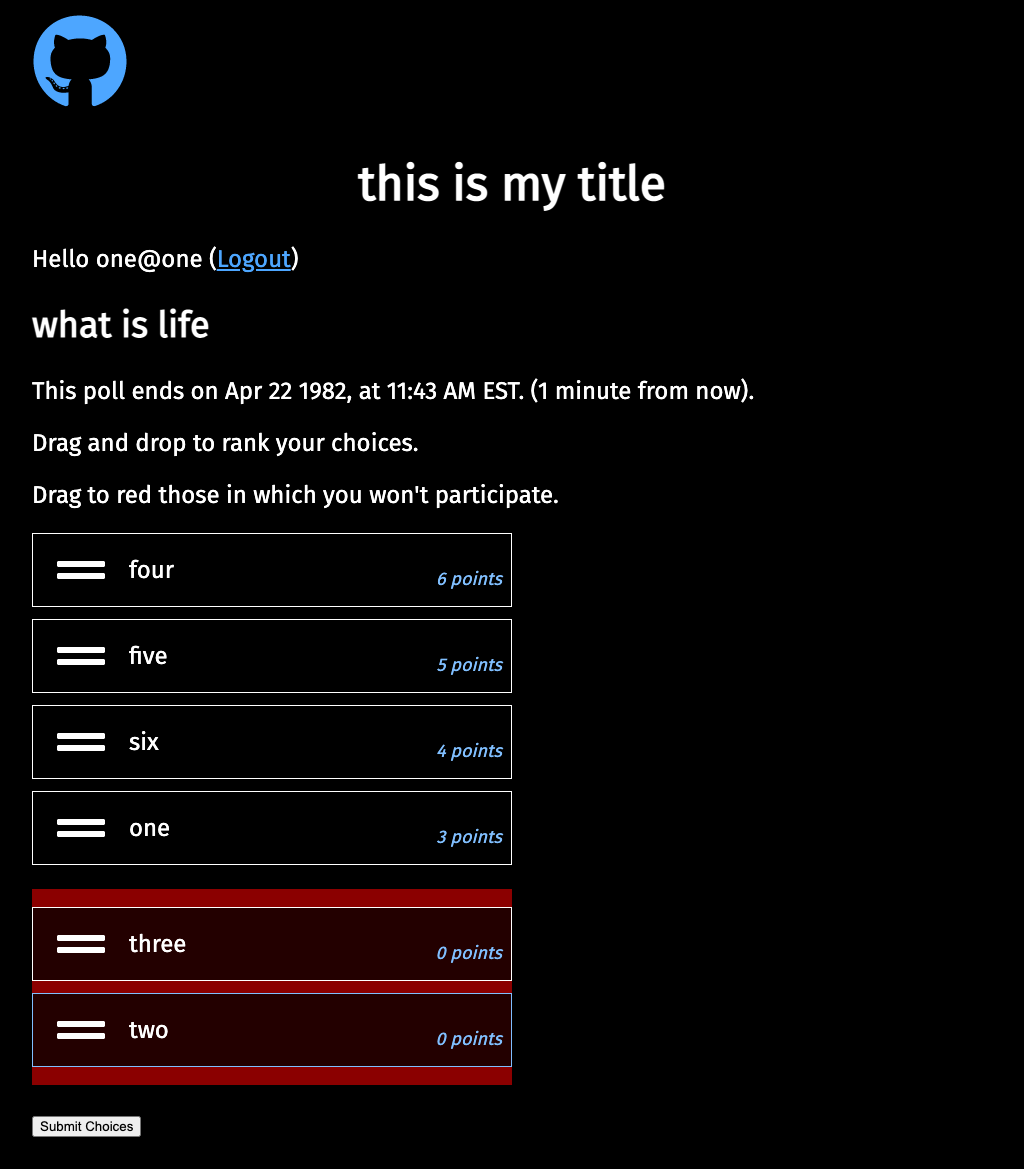 this is my title
Hello one@one (Logout)
what is life
This poll ends on Apr 22 1982, at 11:43 AM EST. (1 minute from now).
Drag and drop to rank your choices.
Drag to red those in which you won't participate.
four 6 points
five 5 points
six 4 points
one 3 points
three 0 points
two 0 points
Submit Choices